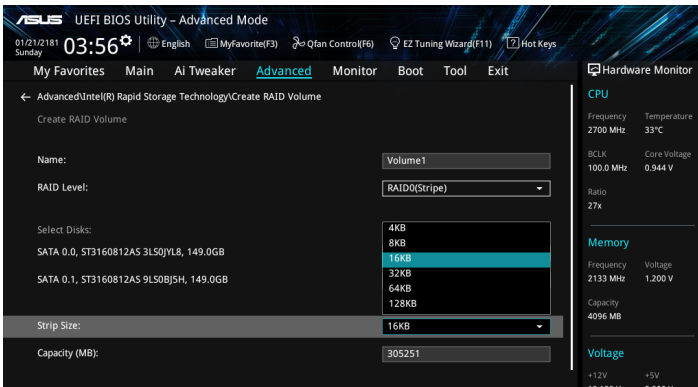 ASUS UEFI BIOS Utility – Advanced Mode
01/21/2181 Sunday 03:56 English MyFavorite(F3) Qfan Control(F6) EZ Tuning Wizard(F11) ? Hot Keys
My Favorites Main Ai Tweaker Advanced Monitor Boot Tool Exit
Hardware Monitor
← Advanced\Intel(R) Rapid Storage Technology\Create RAID Volume
Create RAID Volume
Name: Volume1
RAID Level: RAID0(Stripe)
Select Disks:
SATA 0.0, ST3160812AS 3LS0JYL8, 149.0GB
SATA 0.1, ST3160812AS 9LS0BJ5H, 149.0GB
4KB
8KB
16KB
32KB
64KB
128KB
Strip Size: 16KB
Capacity (MB): 305251
CPU
Frequency Temperature
2700 MHz 33°C
BCLK Core Voltage
100.0 MHz 0.944 V
Ratio
27x
Memory
Frequency Voltage
2133 MHz 1.200 V
Capacity
4096 MB
Voltage
+12V +5V